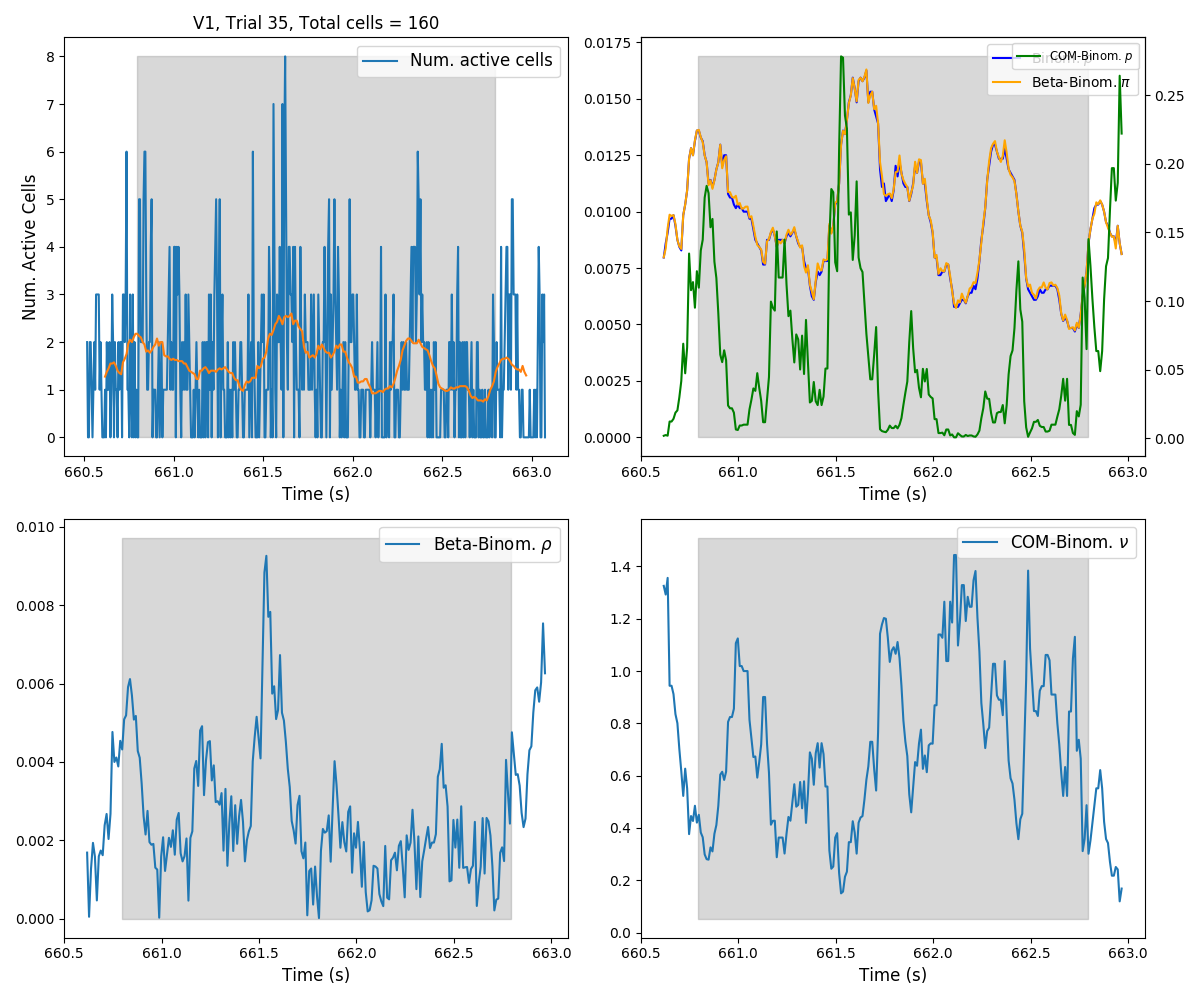 V1, Trial 35, Total cells = 160
Num. active cells
Num. Active Cells
8
7
6
5
4
3
2
1
0
660.5 661.0 661.5 662.0 662.5 663.0
Time (s)
COM-Binom. p
Binom. p
Beta-Binom. π
0.0175
0.0150
0.0125
0.0100
0.0075
0.0050
0.0025
0.0000
0.25
0.20
0.15
0.10
0.05
0.00
660.5 661.0 661.5 662.0 662.5 663.0
Time (s)
Beta-Binom. ρ
0.010
0.008
0.006
0.004
0.002
0.000
660.5 661.0 661.5 662.0 662.5 663.0
Time (s)
COM-Binom. ν
1.4
1.2
1.0
0.8
0.6
0.4
0.2
0.0
660.5 661.0 661.5 662.0 662.5 663.0
Time (s)